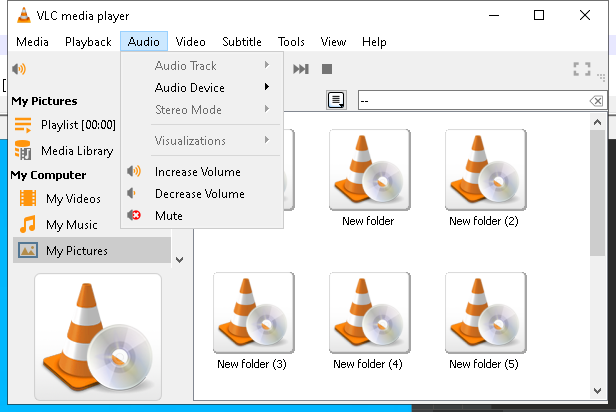 VLC media player
Media Playback Audio Video Subtitle Tools View Help
Audio Track
Audio Device
Stereo Mode
Visualizations
Increase Volume
Decrease Volume
Mute
My Pictures
Playlist [00:00]
Media Library
My Computer
My Videos
My Music
My Pictures
--
New folder
New folder (2)
New folder (3)
New folder (4)
New folder (5)